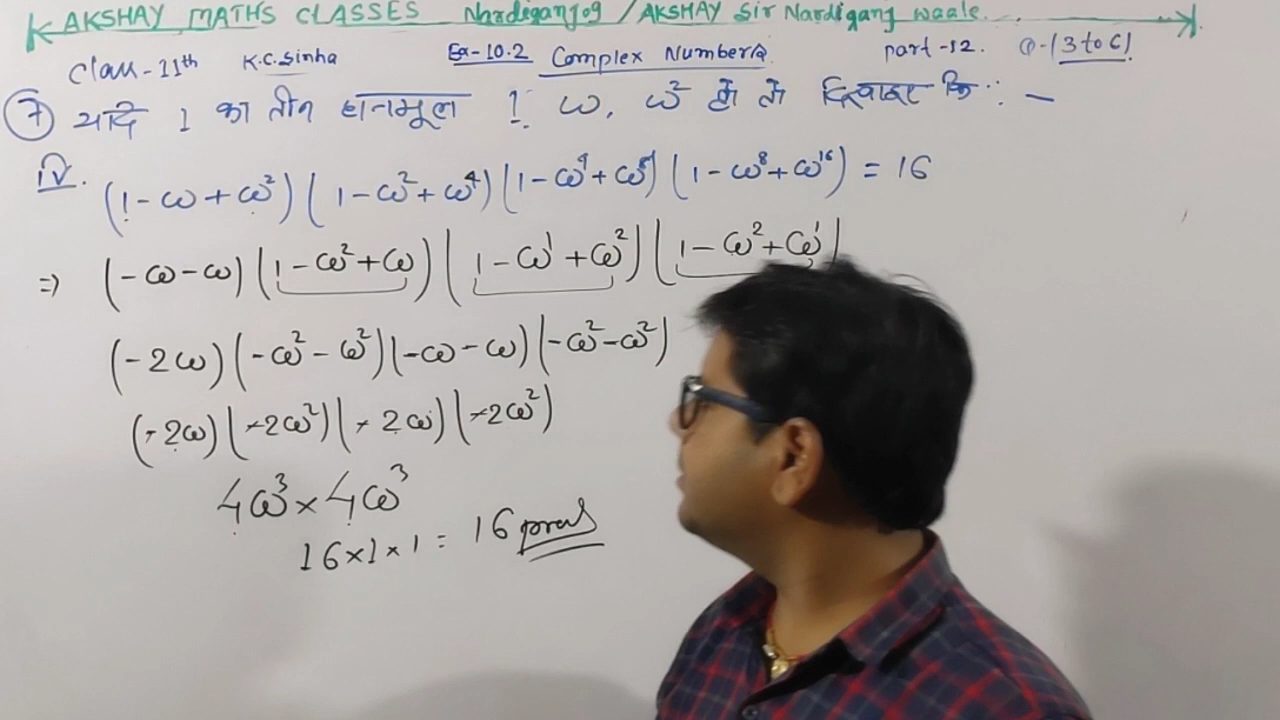 AKSHAY MATHS CLASSES Nardiganjog / AKSHAY Sir Nardiganj waale.
Class-11th K.C.Sinha Ex-10.2 Complex Numbers part-12. Q-(3 to 6)
7 यदि 1 का तीन घनमूल 1, ω, ω² हो तो दिखाइए कि :-
iv. (1-ω+ω²)(1-ω²+ω⁴)(1-ω⁴+ω⁸)(1-ω⁸+ω¹⁶) = 16
=> (-ω-ω)(1-ω²+ω)(1-ω¹+ω²)(1-ω²+ω¹)
(-2ω)(-ω²-ω²)(-ω-ω)(-ω²-ω²)
(-2ω)(-2ω²)(-2ω)(-2ω²)
4ω³×4ω³
16×1×1 = 16